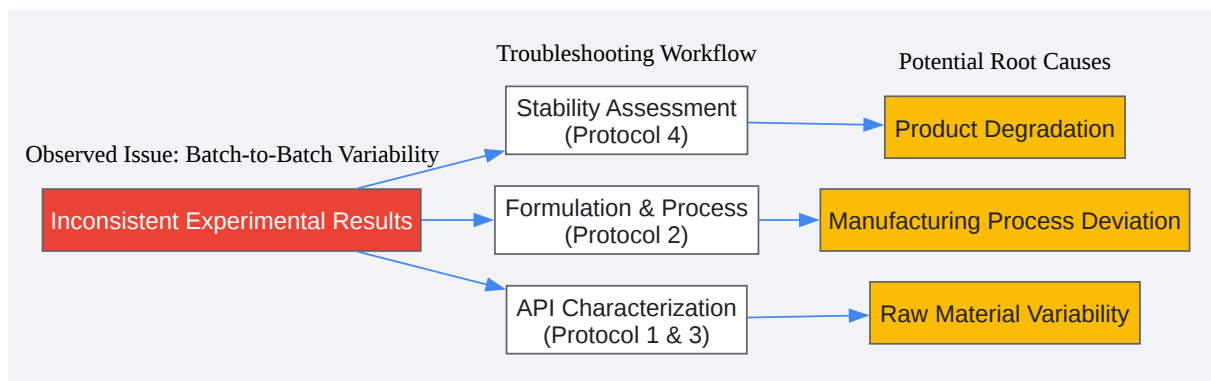 Troubleshooting Workflow
Potential Root Causes
Stability Assessment
(Protocol 4)
Product Degradation
Observed Issue: Batch-to-Batch Variability
Inconsistent Experimental Results
Formulation & Process
(Protocol 2)
Manufacturing Process Deviation
API Characterization
(Protocol 1 & 3)
Raw Material Variability